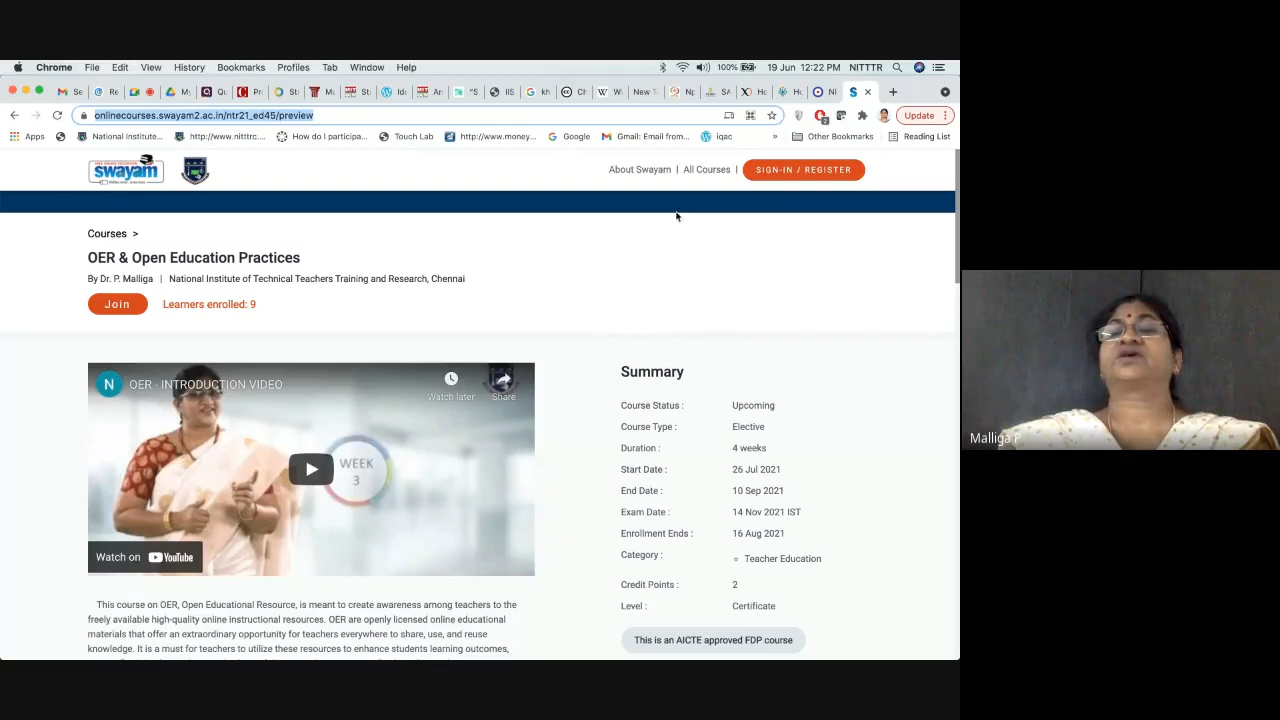 Chrome File Edit View History Bookmarks Profiles Tab Window Help 100% 19 Jun 12:22 PM NITTTR
onlinecourses.swayam2.ac.in/ntr21_ed45/preview
Update
Apps National Institute... http://www.nitttrc.... How do i participa... Touch Lab http://www.money... Google Gmail: Email from... iqac » Other Bookmarks Reading List
swayam
About Swayam | All Courses | SIGN-IN / REGISTER
Courses >
OER & Open Education Practices
By Dr. P. Malliga | National Institute of Technical Teachers Training and Research, Chennai
Join Learners enrolled: 9
N OER - INTRODUCTION VIDEO
Watch later Share
WEEK
3
Watch on YouTube
This course on OER, Open Educational Resource, is meant to create awareness among teachers to the
freely available high-quality online instructional resources. OER are openly licensed online educational
materials that offer an extraordinary opportunity for teachers everywhere to share, use, and reuse
knowledge. It is a must for teachers to utilize these resources to enhance students learning outcomes,
Summary
Course Status : Upcoming
Course Type : Elective
Duration : 4 weeks
Start Date : 26 Jul 2021
End Date : 10 Sep 2021
Exam Date : 14 Nov 2021 IST
Enrollment Ends : 16 Aug 2021
Category : Teacher Education
Credit Points : 2
Level : Certificate
This is an AICTE approved FDP course
Malliga P